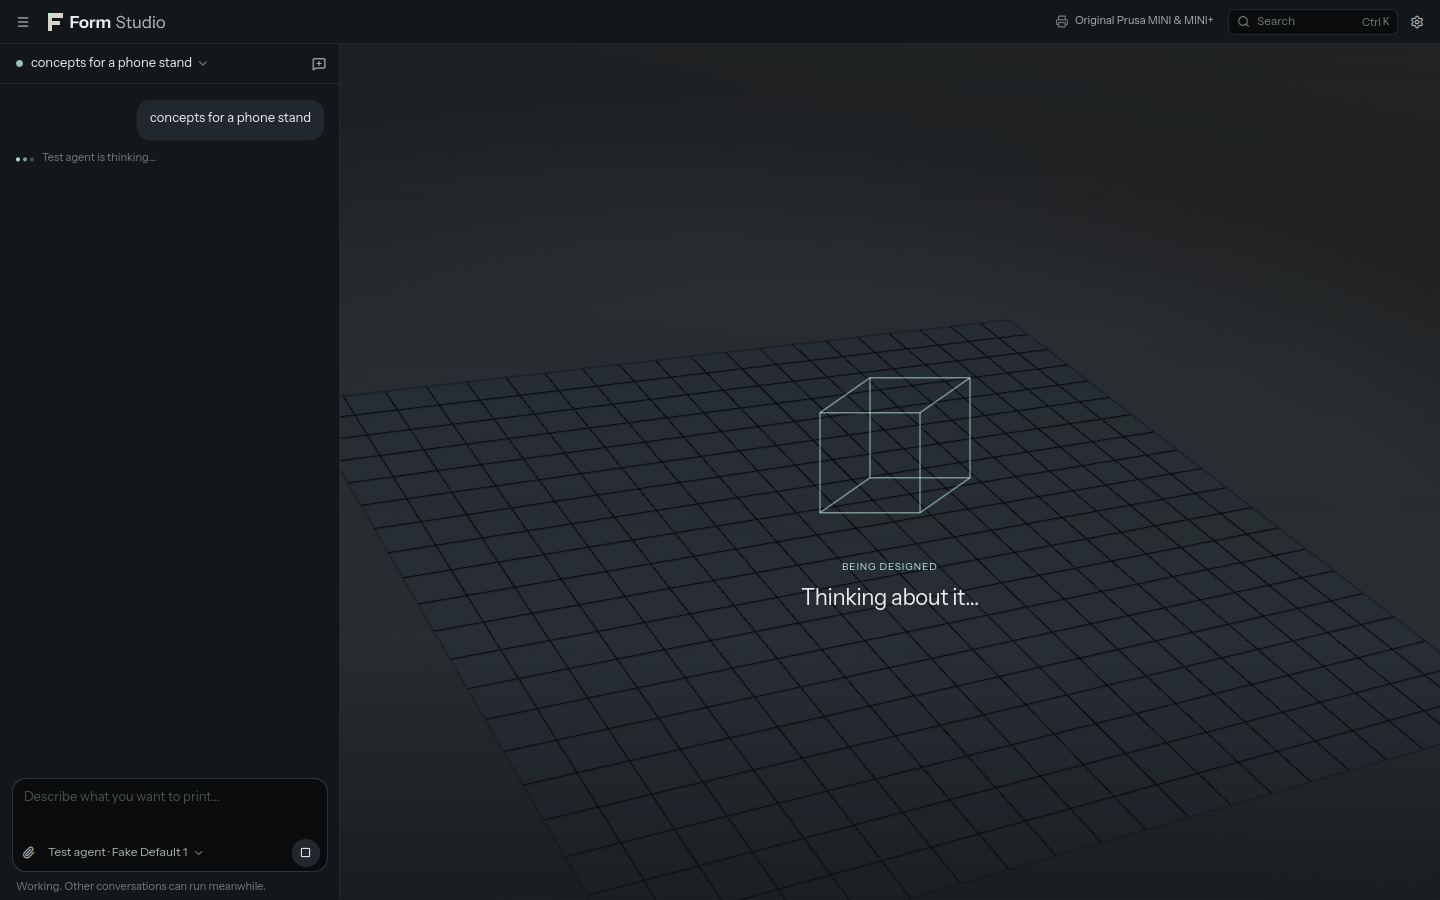 Form Studio
Original Prusa MINI & MINI+
Search
Ctrl K
concepts for a phone stand
concepts for a phone stand
Test agent is thinking...
BEING DESIGNED
Thinking about it...
Describe what you want to print...
Test agent · Fake Default 1
Working. Other conversations can run meanwhile.